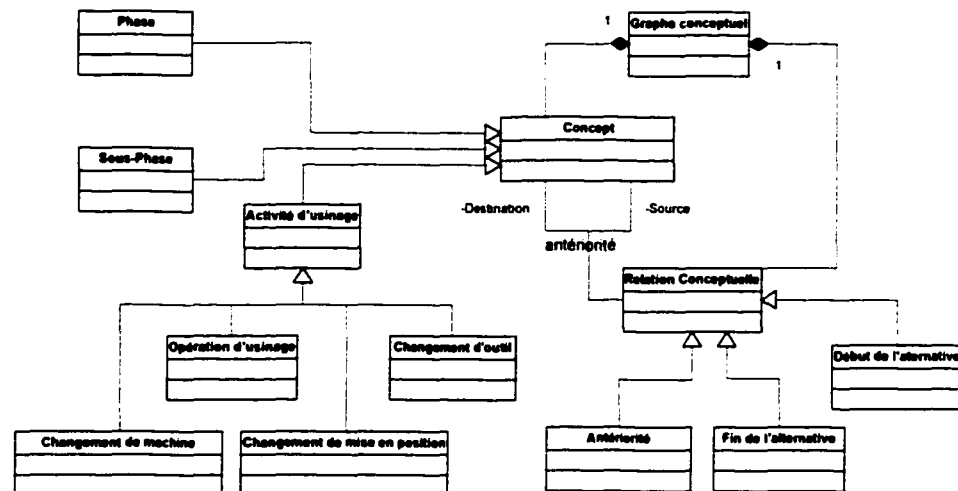 Phase
1
Graphe conceptuel
1
Concept
Sous-Phase
-Destination
-Source
Activité d'usinage
antériorité
Relation Conceptuelle
Opération d'usinage
Changement d'outil
Début de l'aternative
Changement de machine
Changement de mise en position
Antériorité
Fin de l'alternative